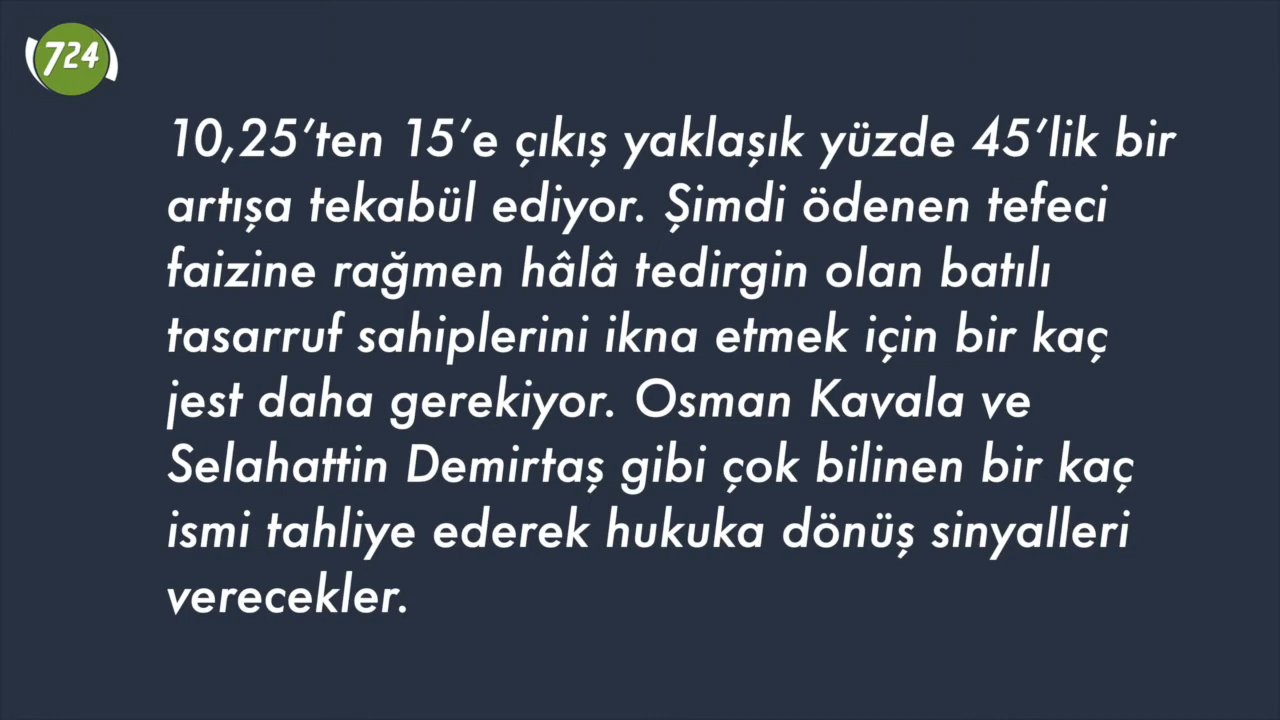 724
10,25’ten 15’e çıkış yaklaşık yüzde 45’lik bir
artışa tekabül ediyor. Şimdi ödenen tefeci
faizine rağmen hâlâ tedirgin olan batılı
tasarruf sahiplerini ikna etmek için bir kaç
jest daha gerekiyor. Osman Kavala ve
Selahattin Demirtaş gibi çok bilinen bir kaç
ismi tahliye ederek hukuka dönüş sinyalleri
verecekler.